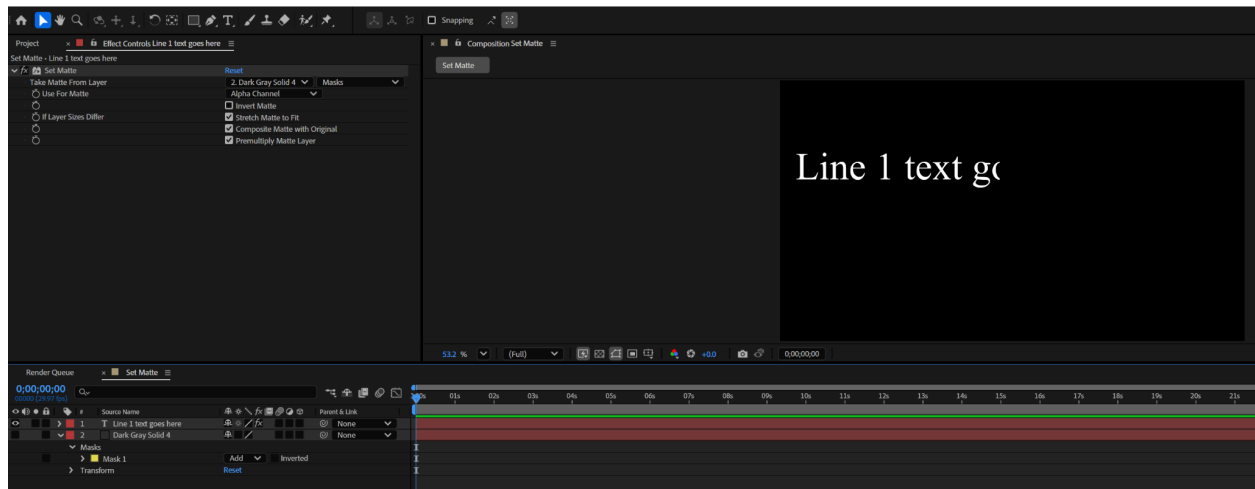 Snapping
Project
Effect Controls Line 1 text goes here
Composition Set Matte
Set Matte • Line 1 text goes here
Set Matte
fx Set Matte
Reset
Take Matte From Layer
2. Dark Gray Solid 4
Masks
Use For Matte
Alpha Channel
Invert Matte
If Layer Sizes Differ
Stretch Matte to Fit
Composite Matte with Original
Premultiply Matte Layer
Line 1 text go
53.2 %
(Full)
+0.0
0;00;00;00
Render Queue
Set Matte
0;00;00;00
00000 (29.97 fps)
01s 02s 03s 04s 05s 06s 07s 08s 09s 10s 11s 12s 13s 14s 15s 16s 17s 18s 19s 20s 21s
# Source Name
fx
Parent & Link
1 T Line 1 text goes here
fx
None
2 Dark Gray Solid 4
None
Masks
Mask 1
Add
Inverted
Transform
Reset